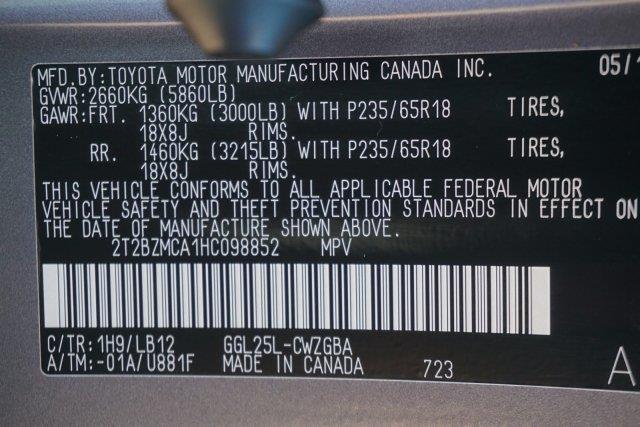 MFD.BY:TOYOTA MOTOR MANUFACTURING CANADA INC. 05/1
GVWR:2660KG (5860LB)
GAWR:FRT. 1360KG (3000LB) WITH P235/65R18 TIRES,
18X8J RIMS.
RR. 1460KG (3215LB) WITH P235/65R18 TIRES,
18X8J RIMS.
THIS VEHICLE CONFORMS TO ALL APPLICABLE FEDERAL MOTOR
VEHICLE SAFETY AND THEFT PREVENTION STANDARDS IN EFFECT ON
THE DATE OF MANUFACTURE SHOWN ABOVE.
2T2BZMCA1HC098852 MPV
C/TR:1H9/LB12 GGL25L-CWZGBA
A/TM:-01A/U881F MADE IN CANADA 723 A